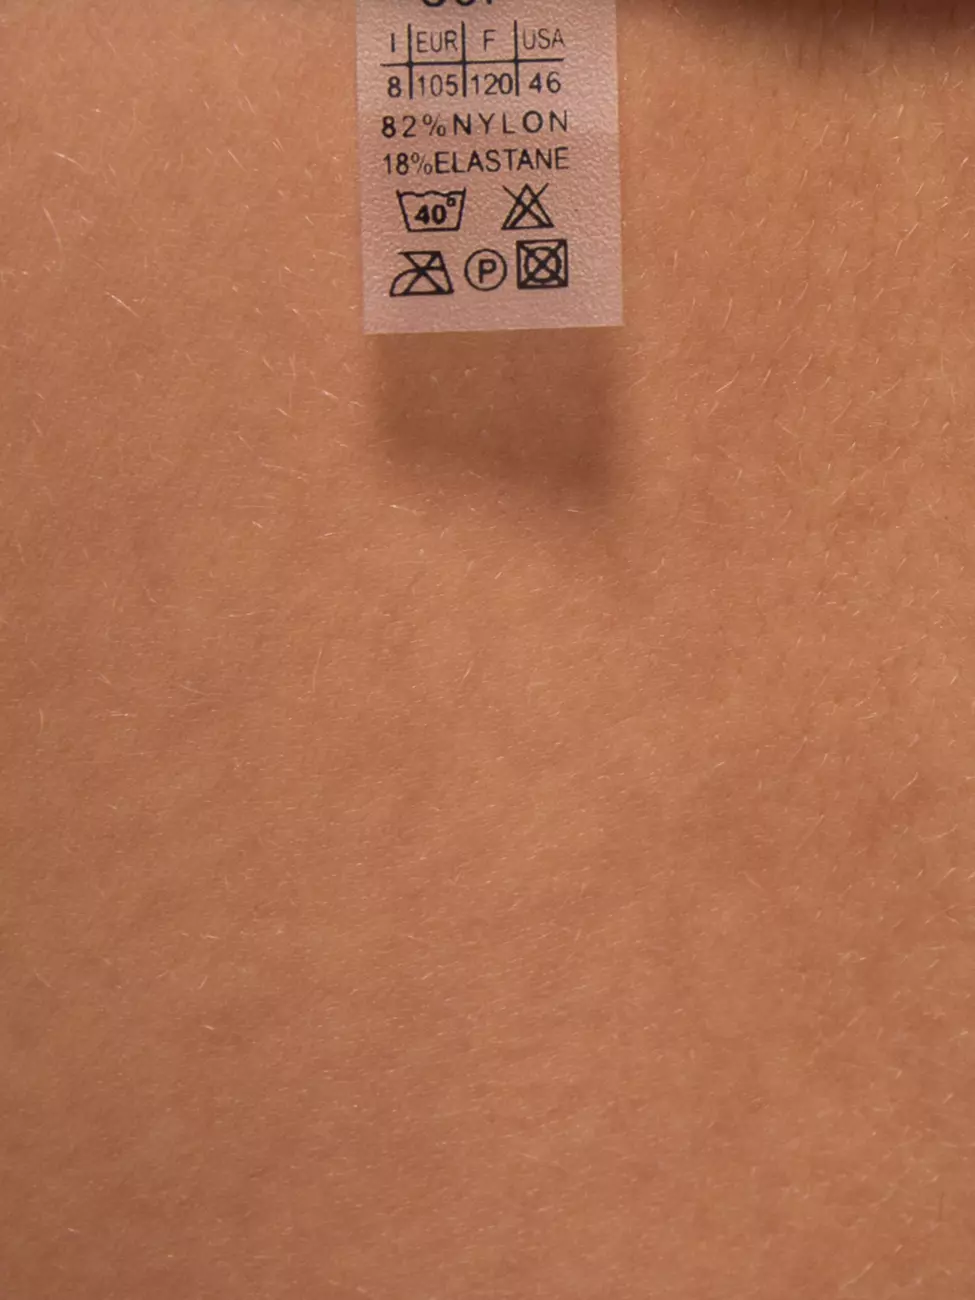 I EUR F USA
8 105 120 46
82%NYLON
18%ELASTANE
40°
P